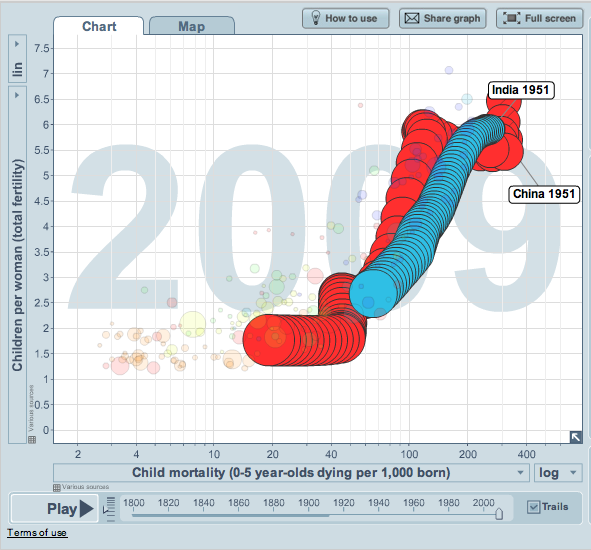 Chart
Map
How to use
Share graph
Full screen
lin
Children per woman (total fertility)
Various sources
7.5
7
6.5
6
5.5
5
4.5
4
3.5
3
2.5
2
1.5
1
0.5
0
2009
India 1951
China 1951
2 4 10 20 40 100 200 400
Child mortality (0-5 year-olds dying per 1,000 born)
log
Various sources
Play
1800 1820 1840 1860 1880 1900 1920 1940 1960 1980 2000
Trails
Terms of use